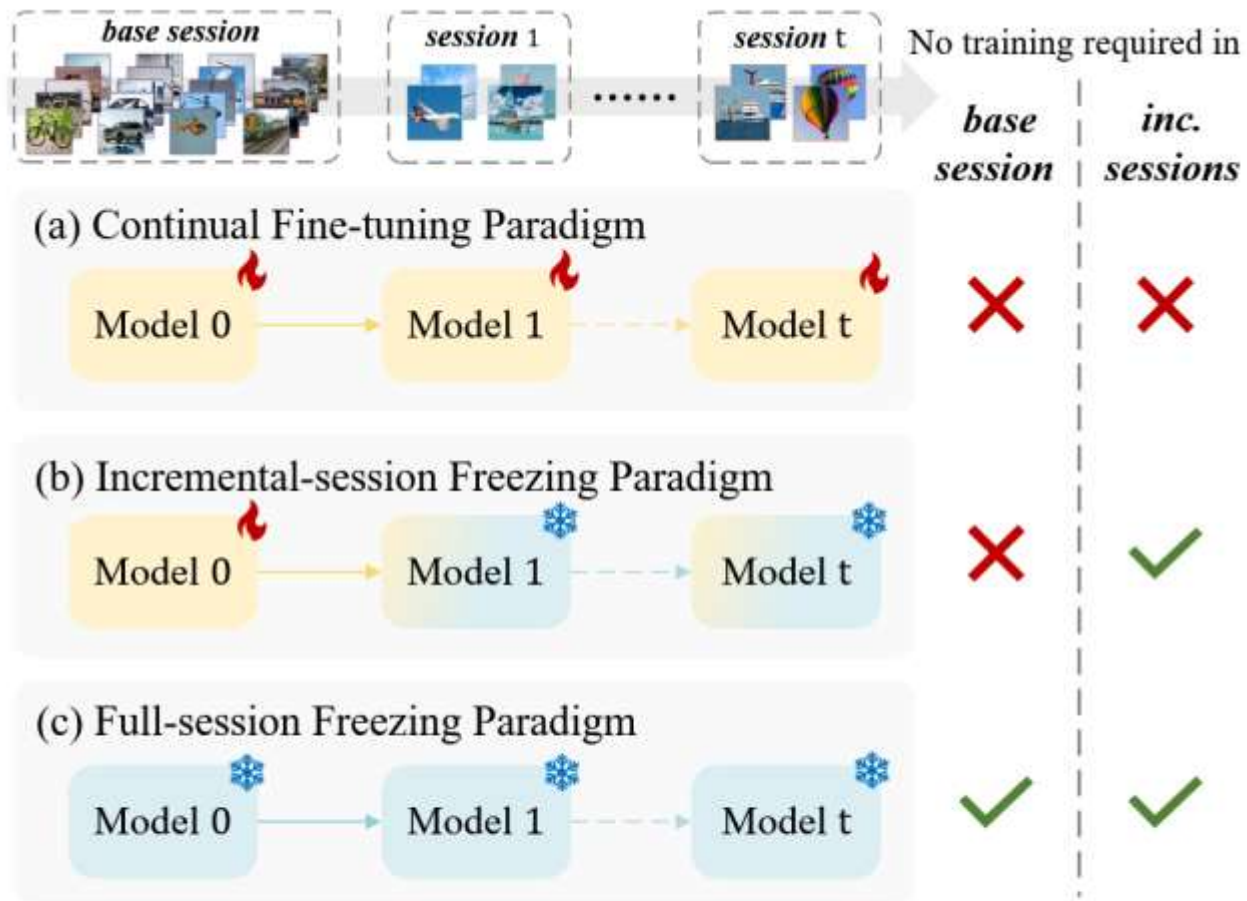 base session
session 1
session t
No training required in
base
session
inc.
sessions
(a) Continual Fine-tuning Paradigm
Model 0
Model 1
Model t
(b) Incremental-session Freezing Paradigm
Model 0
Model 1
Model t
(c) Full-session Freezing Paradigm
Model 0
Model 1
Model t